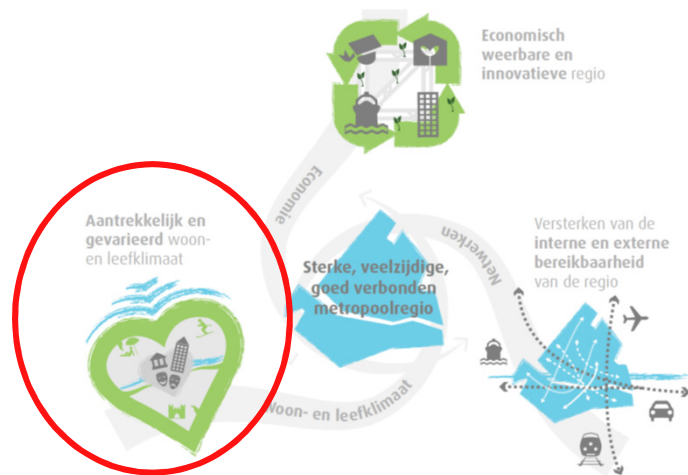 Economisch
weerbare en
innovatieve regio
Economie
Aantrekkelijk en
gevarieerd woon-
en leefklimaat
Sterke, veelzijdige,
goed verbonden
metropoolregio
Netwerken
Versterken van de
interne en externe
bereikbaarheid
van de regio
Woon- en leefklimaat